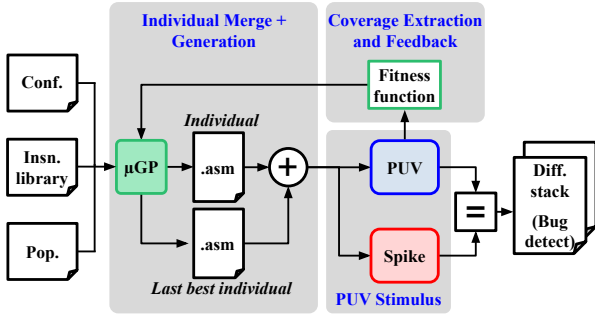 Individual Merge +
Generation
Coverage Extraction
and Feedback
Conf.
Insn.
library
Pop.
µGP
Individual
.asm
.asm
Last best individual
+
Fitness
function
PUV
Spike
PUV Stimulus
=
Diff.
stack
(Bug
detect)